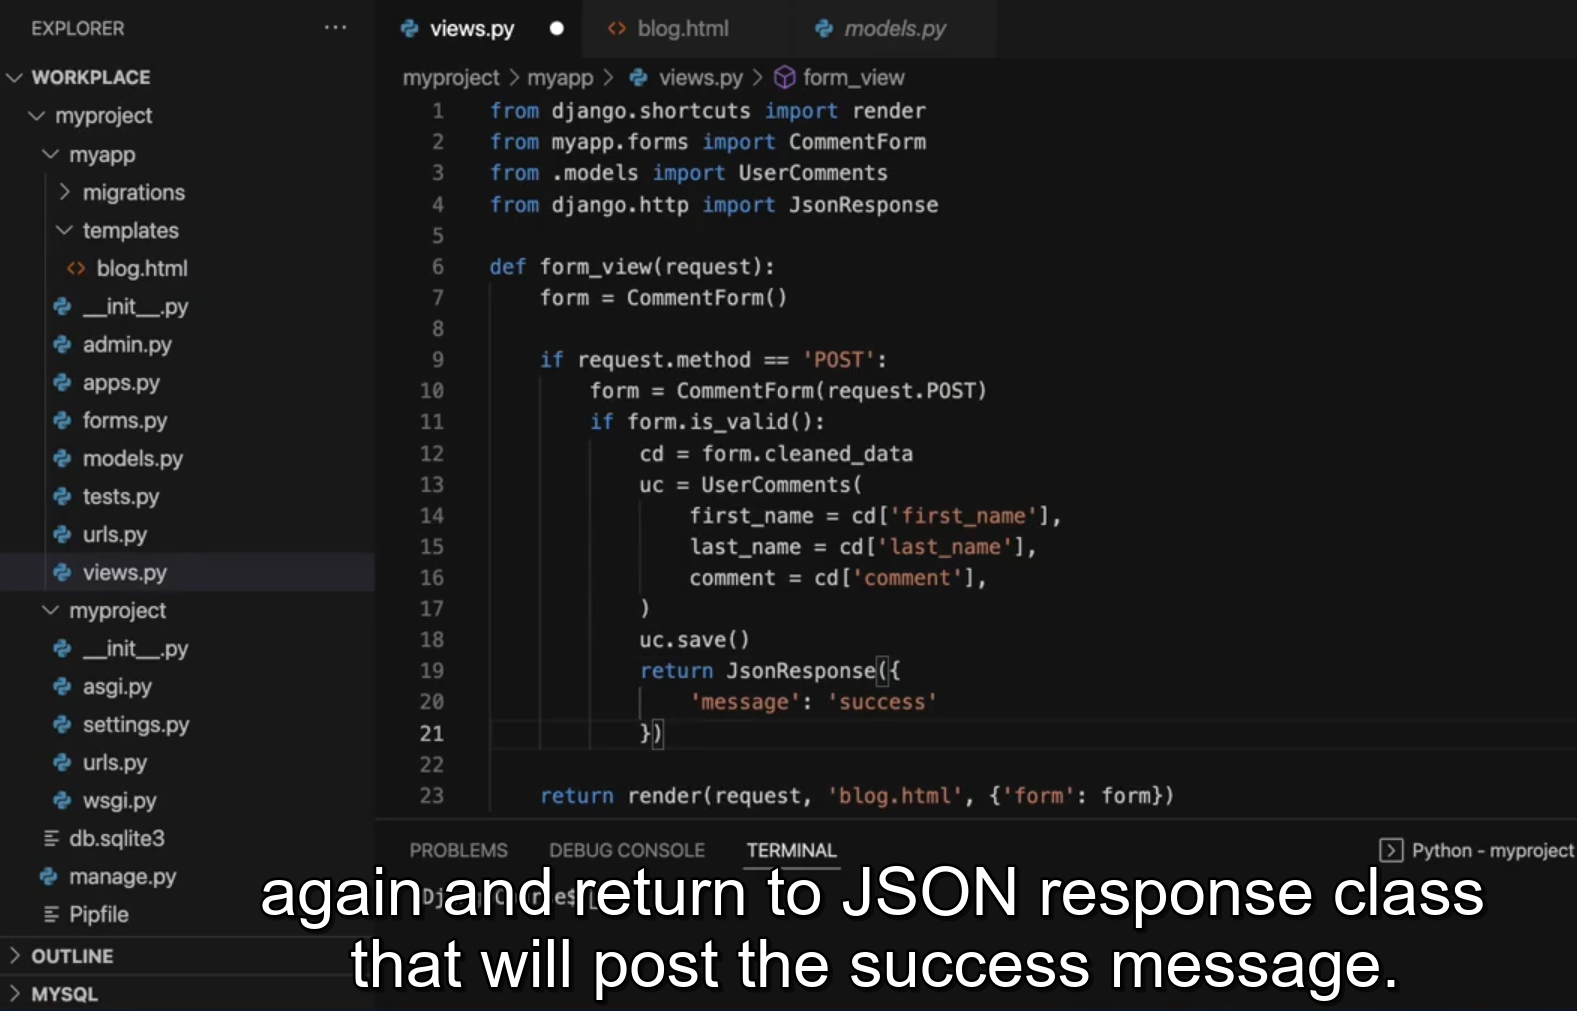 EXPLORER
WORKPLACE
myproject
myapp
migrations
templates
blog.html
__init__.py
admin.py
apps.py
forms.py
models.py
tests.py
urls.py
views.py
myproject
__init__.py
asgi.py
settings.py
urls.py
wsgi.py
db.sqlite3
manage.py
Pipfile
OUTLINE
MYSQL
views.py blog.html models.py
myproject > myapp > views.py > form_view
1 from django.shortcuts import render
2 from myapp.forms import CommentForm
3 from .models import UserComments
4 from django.http import JsonResponse
5
6 def form_view(request):
7 form = CommentForm()
8
9 if request.method == 'POST':
10 form = CommentForm(request.POST)
11 if form.is_valid():
12 cd = form.cleaned_data
13 uc = UserComments(
14 first_name = cd['first_name'],
15 last_name = cd['last_name'],
16 comment = cd['comment'],
17 )
18 uc.save()
19 return JsonResponse({
20 'message': 'success'
21 })
22
23 return render(request, 'blog.html', {'form': form})
PROBLEMS DEBUG CONSOLE TERMINAL Python - myproject
again and return to JSON response class
that will post the success message.